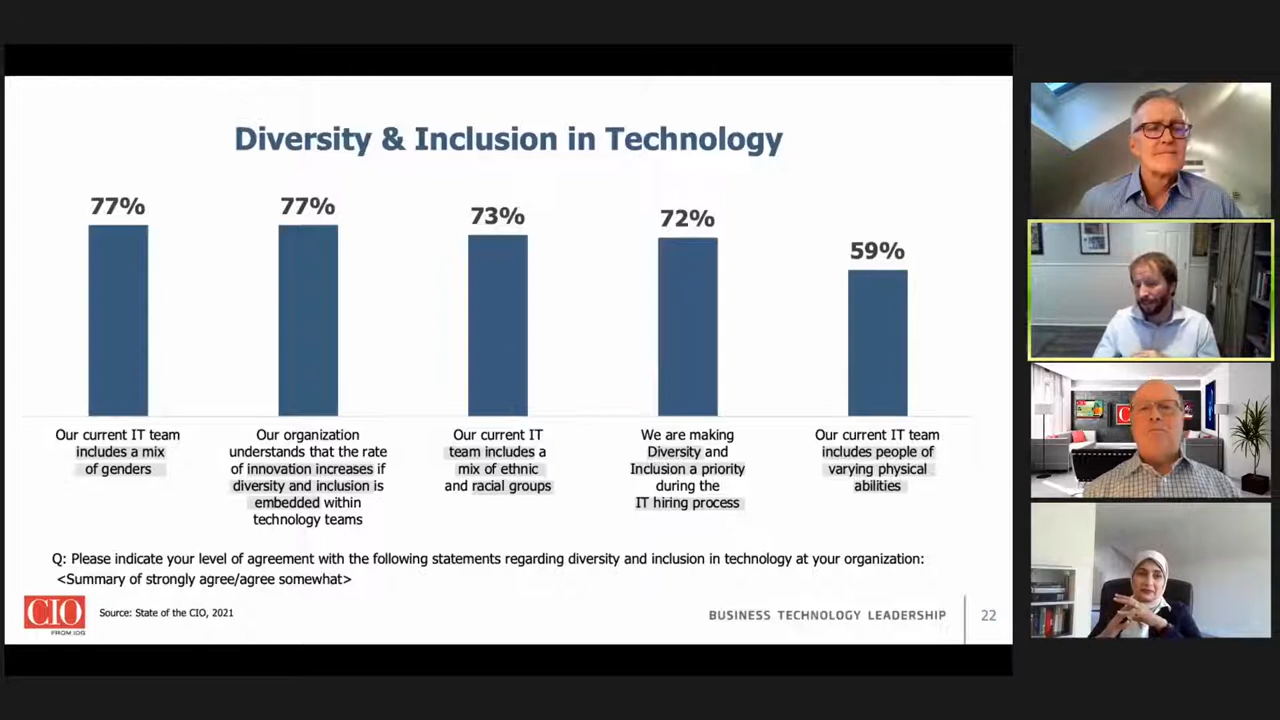 Diversity & Inclusion in Technology
77%
77%
73%
72%
59%
Our current IT team
includes a mix
of genders
Our organization
understands that the rate
of innovation increases if
diversity and inclusion is
embedded within
technology teams
Our current IT
team includes a
mix of ethnic
and racial groups
We are making
Diversity and
Inclusion a priority
during the
IT hiring process
Our current IT team
includes people of
varying physical
abilities
Q: Please indicate your level of agreement with the following statements regarding diversity and inclusion in technology at your organization:
<Summary of strongly agree/agree somewhat>
CIO
FROM IDG
Source: State of the CIO, 2021
BUSINESS TECHNOLOGY LEADERSHIP
22